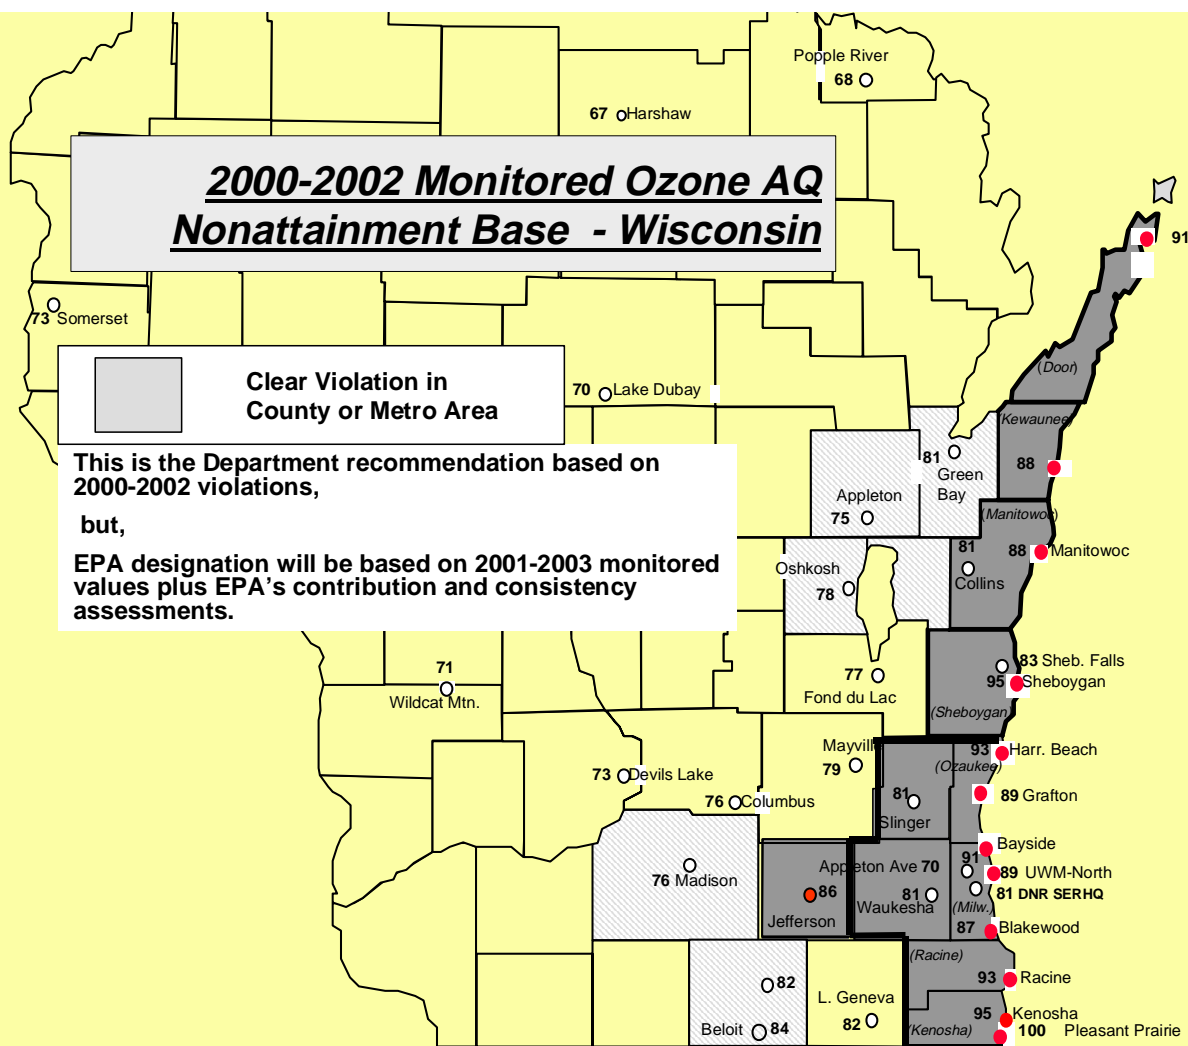 Popple River
68
67 Harshaw
2000-2002 Monitored Ozone AQ
Nonattainment Base - Wisconsin
91
73 Somerset
(Door)
Clear Violation in
County or Metro Area
70 Lake Dubay
(Kewaunee)
88
81
Green
Bay
Appleton
75
This is the Department recommendation based on
2000-2002 violations,
but,
EPA designation will be based on 2001-2003 monitored
values plus EPA's contribution and consistency
assessments.
(Manitowoc)
81
88 Manitowoc
Collins
Oshkosh
78
71
Wildcat Mtn.
77
Fond du Lac
83 Sheb. Falls
95 Sheboygan
(Sheboygan)
Mayville
79
93 Harr. Beach
(Ozaukee)
73 Devils Lake
76 Columbus
81
Slinger
89 Grafton
Bayside
91
76 Madison
86
Jefferson
Appleton Ave 70
81
Waukesha
89 UWM-North
81 DNR SERHQ
(Milw.)
87 Blakewood
(Racine)
93 Racine
82
Beloit 84
L. Geneva
82
95 Kenosha
(Kenosha)
100 Pleasant Prairie